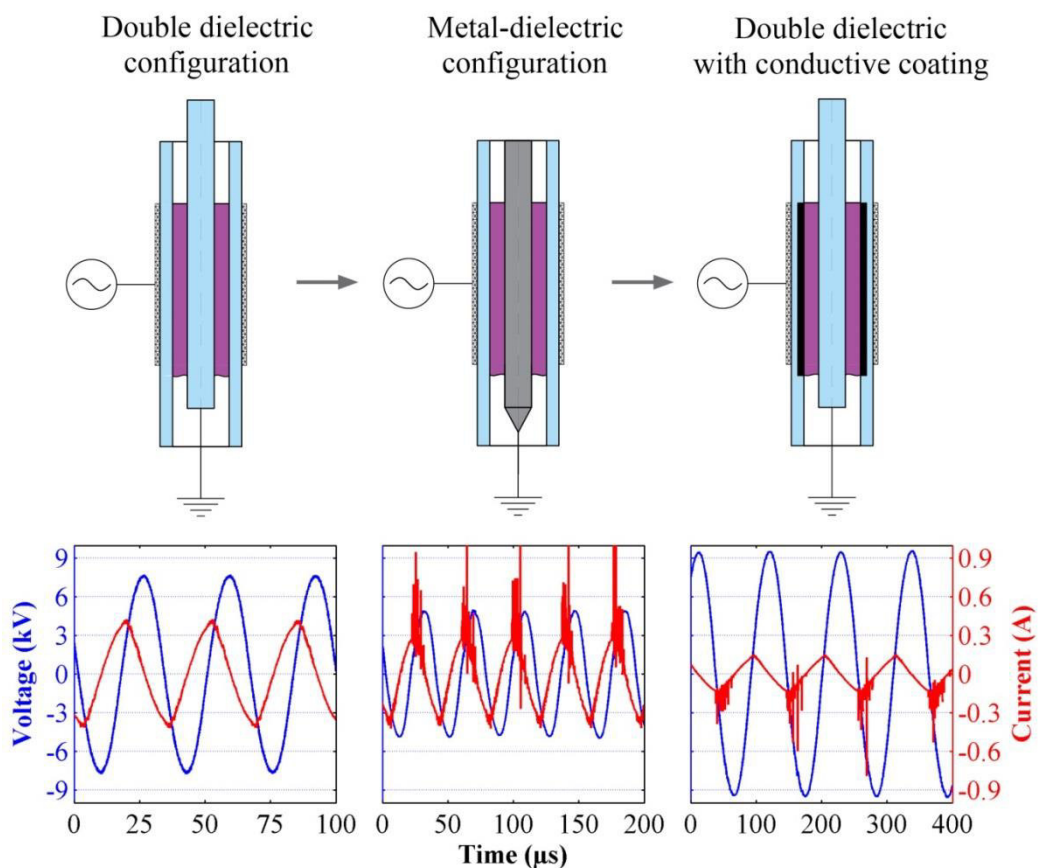 Double dielectric
configuration
Metal-dielectric
configuration
Double dielectric
with conductive coating
Voltage (kV)
9
6
3
0
-3
-6
-9
0 25 50 75 100
0 50 100 150 200
0 100 200 300 400
0.9
0.6
0.3
0
-0.3
-0.6
-0.9
Current (A)
Time (μs)